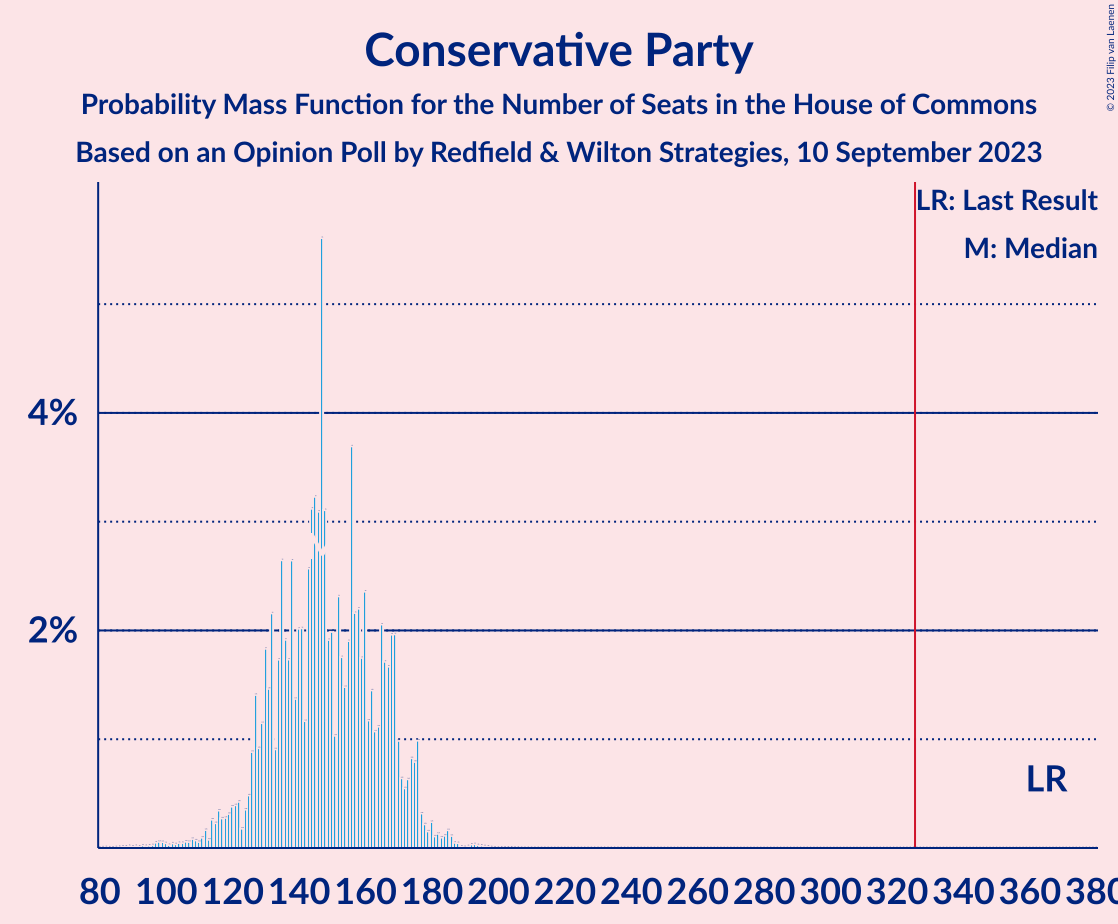 Conservative Party
Probability Mass Function for the Number of Seats in the House of Commons
Based on an Opinion Poll by Redfield & Wilton Strategies, 10 September 2023
© 2023 Filip van Laenen
LR: Last Result
M: Median
4%
2%
LR
80 100 120 140 160 180 200 220 240 260 280 300 320 340 360 380